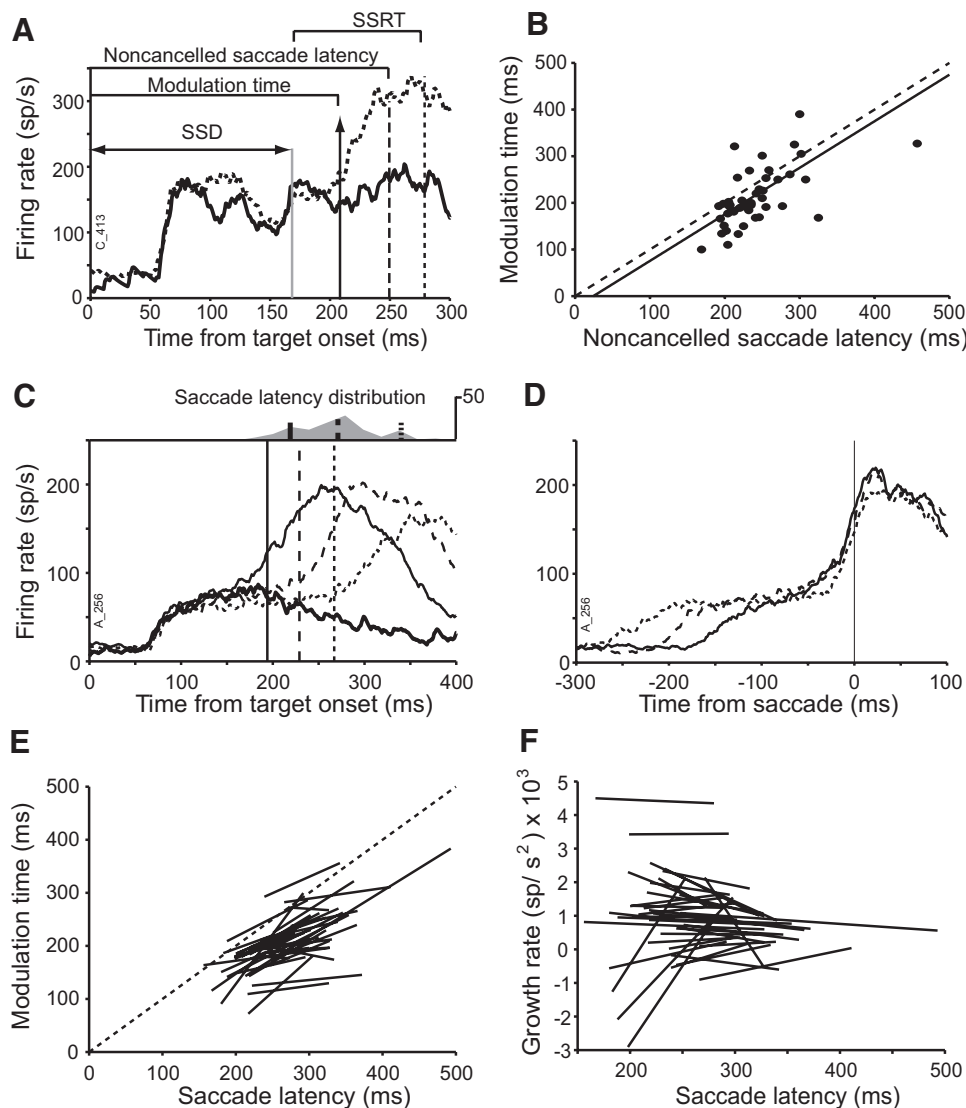 A
SSRT
Noncancelled saccade latency
Modulation time
SSD
Firing rate (sp/s)
300
200
100
0
C_413
0 50 100 150 200 250 300
Time from target onset (ms)
B
Modulation time (ms)
500
400
300
200
100
0
0 100 200 300 400 500
Noncancelled saccade latency (ms)
C
Saccade latency distribution
50
Firing rate (sp/s)
200
100
0
A_256
0 100 200 300 400
Time from target onset (ms)
D
200
100
0
A_256
-300 -200 -100 0 100
Time from saccade (ms)
E
Modulation time (ms)
500
400
300
200
100
0
0 100 200 300 400 500
Saccade latency (ms)
F
Growth rate (sp/ s²) x 10³
5
4
3
2
1
0
-1
-2
-3
200 300 400 500
Saccade latency (ms)